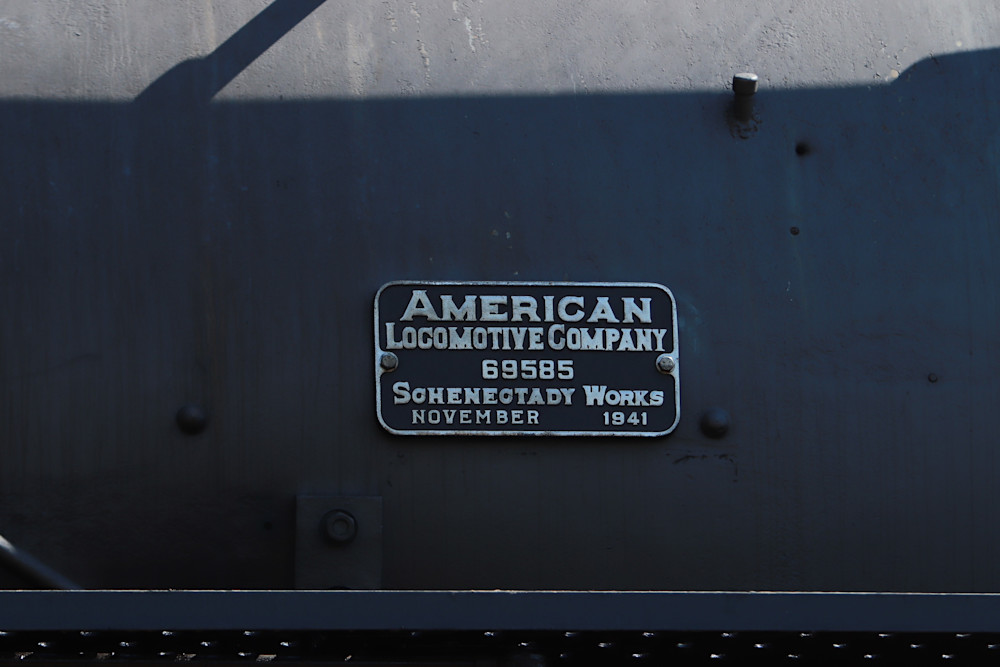 AMERICAN
LOCOMOTIVE COMPANY
69585
SCHENECTADY WORKS
NOVEMBER 1941